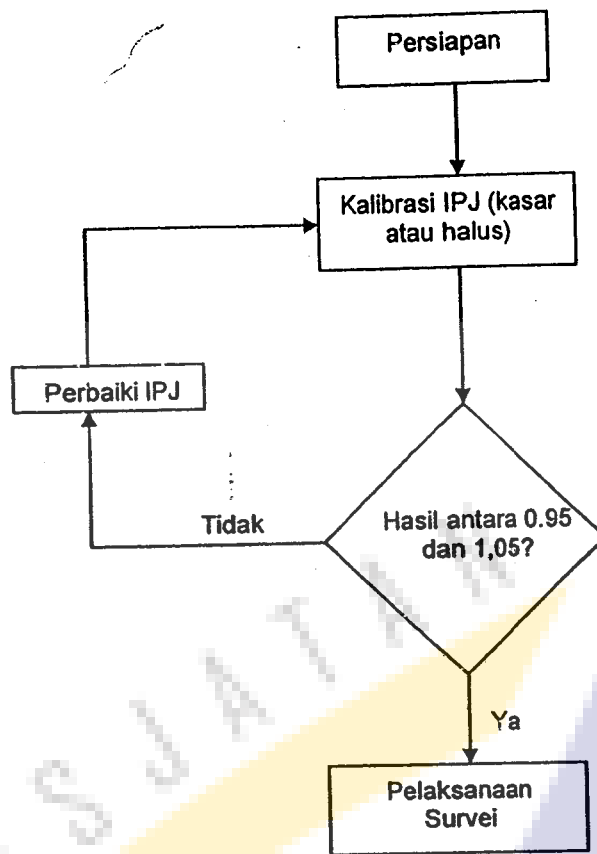 Persiapan
Kalibrasi IPJ (kasar
atau halus)
Perbaiki IPJ
Tidak
Hasil antara 0.95
dan 1,05?
Ya
Pelaksanaan
Survei
S J A T A N